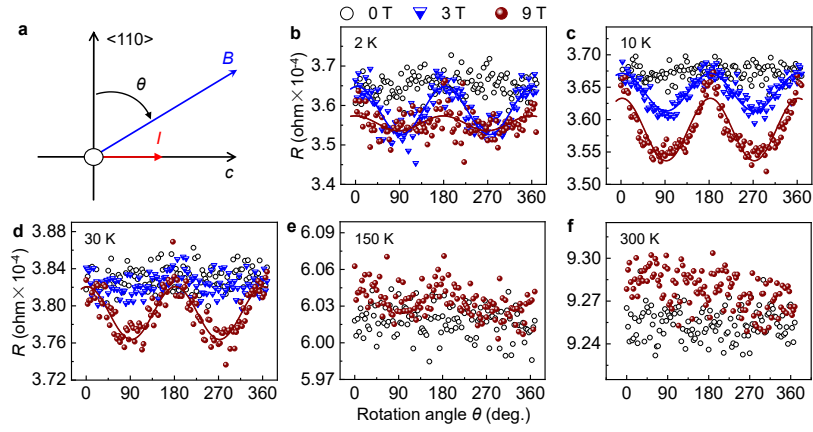 0 T 3 T 9 T
a <110> B θ I c
b 2 K
3.7
3.6
3.5
3.4
R (ohm×10⁻⁴)
0 90 180 270 360
c 10 K
3.70
3.65
3.60
3.55
3.50
0 90 180 270 360
d 30 K
3.88
3.84
3.80
3.76
3.72
R (ohm×10⁻⁴)
0 90 180 270 360
e 150 K
6.09
6.06
6.03
6.00
5.97
0 90 180 270 360
f 300 K
9.30
9.27
9.24
0 90 180 270 360
Rotation angle θ (deg.)